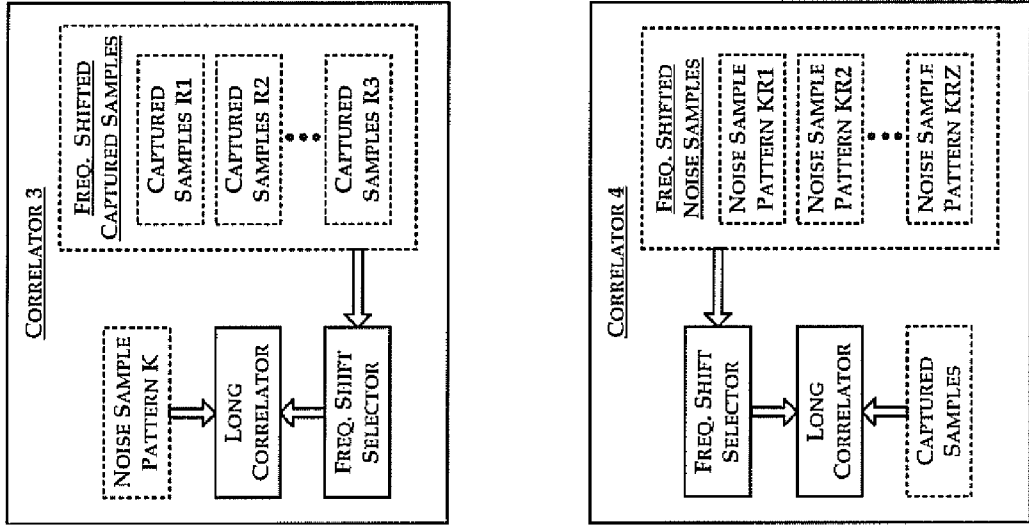 CORRELATOR 3
NOISE SAMPLE
PATTERN K
LONG
CORRELATOR
FREQ. SHIFT
SELECTOR
FREQ. SHIFTED
CAPTURED SAMPLES
CAPTURED
SAMPLES R1
CAPTURED
SAMPLES R2
CAPTURED
SAMPLES R3
CORRELATOR 4
FREQ. SHIFT
SELECTOR
LONG
CORRELATOR
CAPTURED
SAMPLES
FREQ. SHIFTED
NOISE SAMPLES
NOISE SAMPLE
PATTERN KR1
NOISE SAMPLE
PATTERN KR2
NOISE SAMPLE
PATTERN KRZ